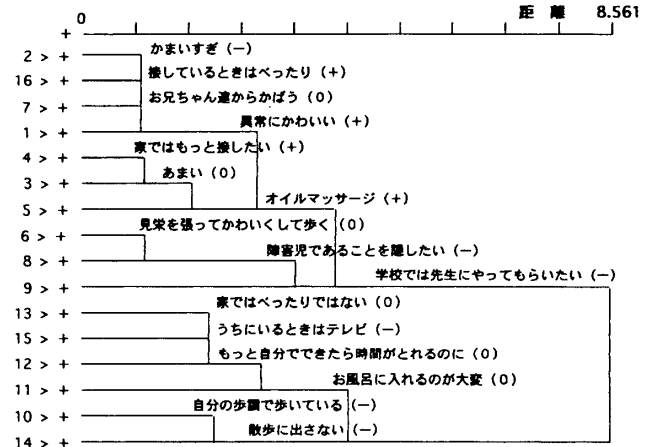 0 距 離 8.561
+
かまいすぎ（−）
2 > +
接しているときはべったり（+）
16 > +
お兄ちゃん達からかばう（0）
7 > +
異常にかわいい（+）
1 > +
家ではもっと接したい（+）
4 > +
あまい（0）
3 > +
オイルマッサージ（+）
5 > +
見栄を張ってかわいくして歩く（0）
6 > +
障害児であることを隠したい（−）
8 > +
学校では先生にやってもらいたい（−）
9 > +
家ではべったりではない（0）
13 > +
うちにいるときはテレビ（−）
15 > +
もっと自分でできたら時間がとれるのに（0）
12 > +
お風呂に入れるのが大変（0）
11 > +
自分の歩調で歩いている（−）
10 > +
散歩に出さない（−）
14 > +